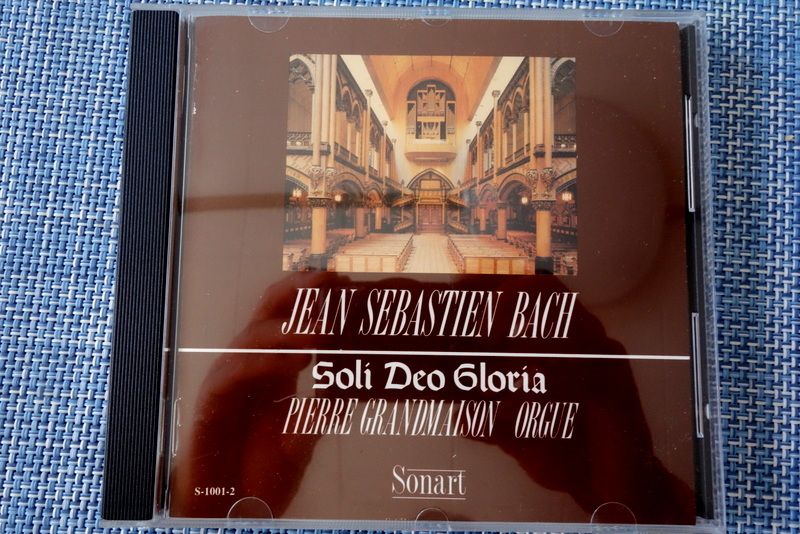 JEAN SEBASTIEN BACH
Soli Deo Gloria
PIERRE GRANDMAISON ORGUE
Sonart
S-1001-2